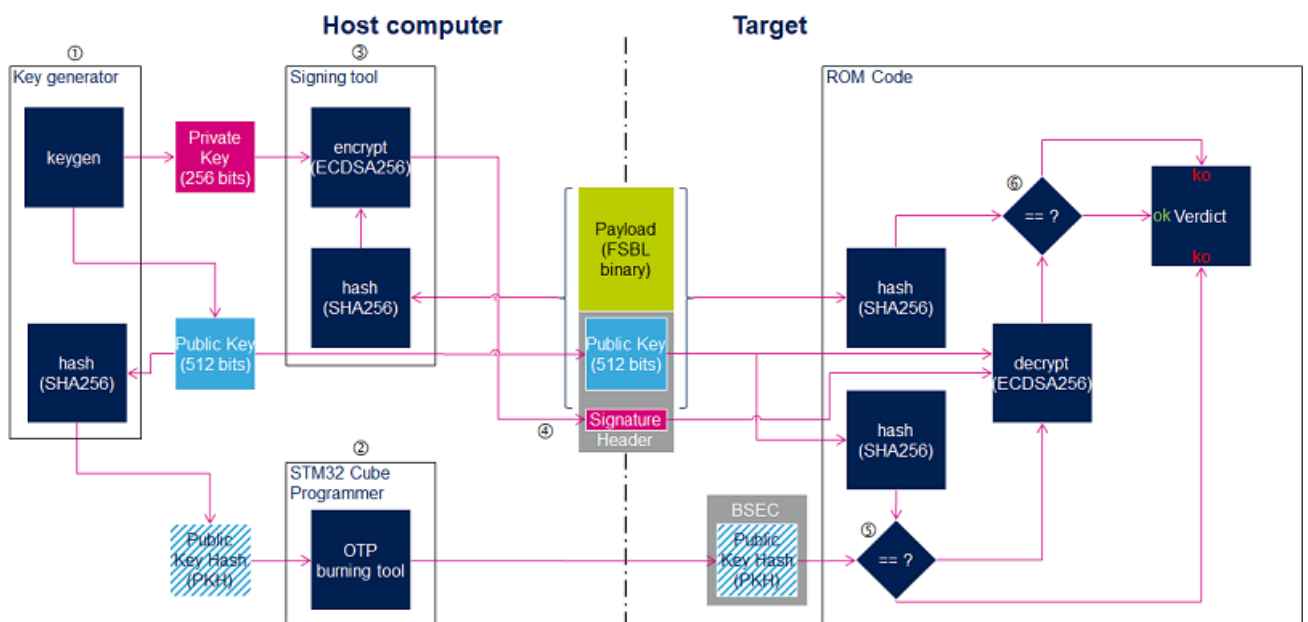 Host computer
Target
①
Key generator
keygen
Private
Key
(256 bits)
③
Signing tool
encrypt
(ECDSA256)
hash
(SHA256)
Public Key
(512 bits)
hash
(SHA256)
Public
Key Hash
(PKH)
②
STM32 Cube
Programmer
OTP
burning tool
Payload
(FSBL
binary)
Public Key
(512 bits)
④
Signature
Header
BSEC
Public
Key Hash
(PKH)
ROM Code
hash
(SHA256)
hash
(SHA256)
⑤
== ?
decrypt
(ECDSA256)
⑥
== ?
ko
ok Verdict
ko